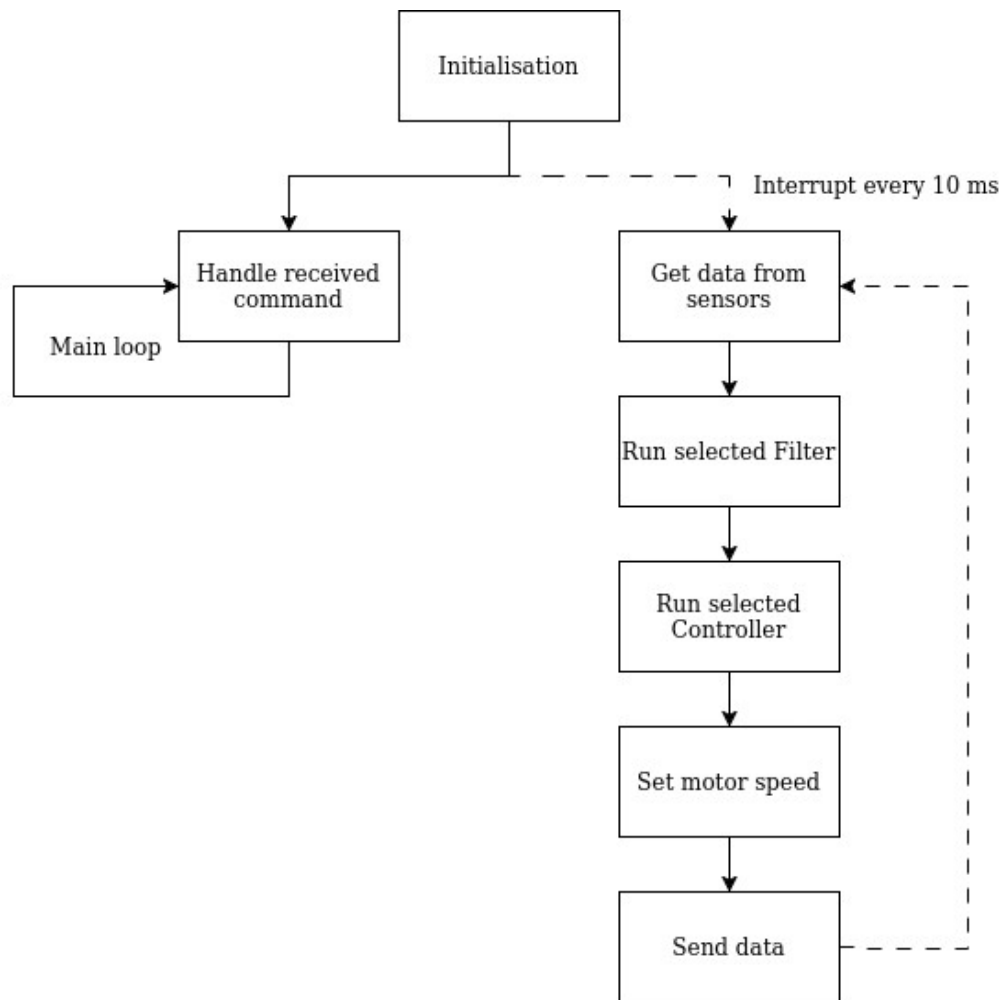 Initialisation
Interrupt every 10 ms
Handle received
command
Main loop
Get data from
sensors
Run selected Filter
Run selected
Controller
Set motor speed
Send data